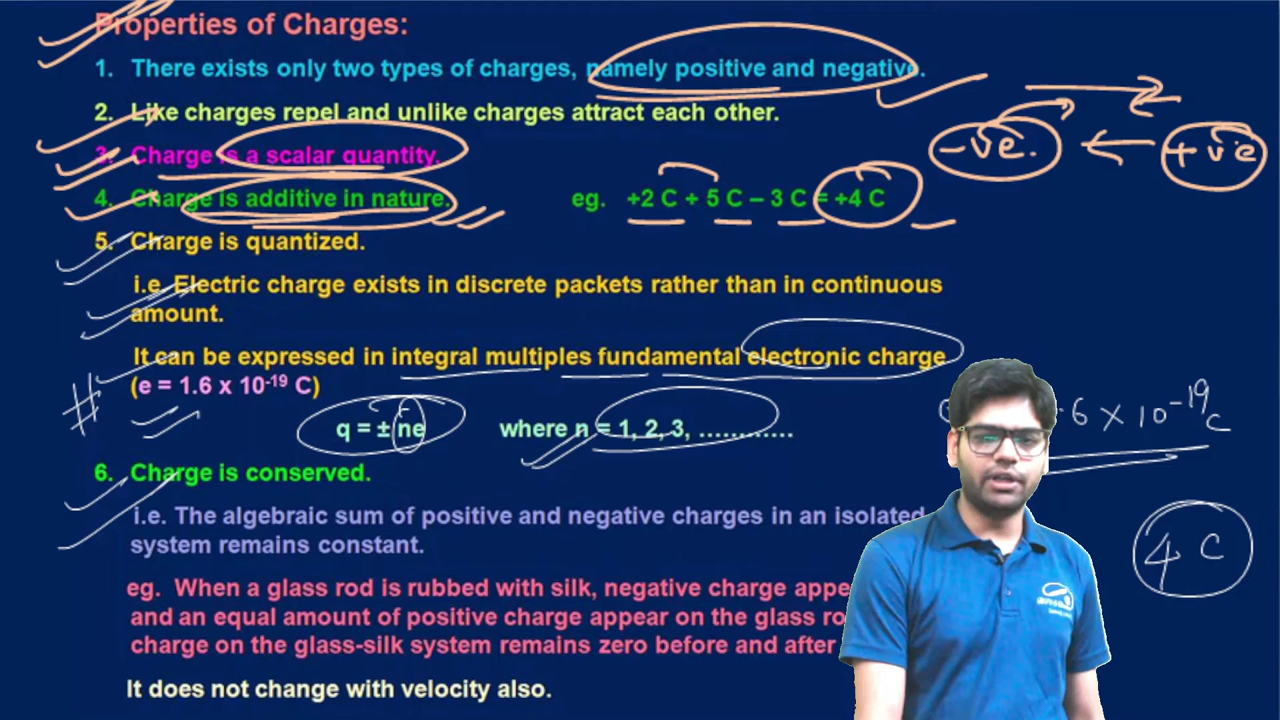 Properties of Charges:
1. There exists only two types of charges, namely positive and negative.
2. Like charges repel and unlike charges attract each other.
-ve. +ve
3. Charge is a scalar quantity.
4. Charge is additive in nature. eg. +2 C + 5 C – 3 C = +4 C
5. Charge is quantized.
i.e. Electric charge exists in discrete packets rather than in continuous
amount.
It can be expressed in integral multiples fundamental electronic charge
(e = 1.6 x 10⁻¹⁹ C)
6 x 10⁻¹⁹ C
#
q = ± ne where n = 1, 2, 3, …………
6. Charge is conserved.
i.e. The algebraic sum of positive and negative charges in an isolated
system remains constant.
4 C
eg. When a glass rod is rubbed with silk, negative charge
and an equal amount of positive charge appear on the glass
charge on the glass-silk system remains zero before and after
It does not change with velocity also.